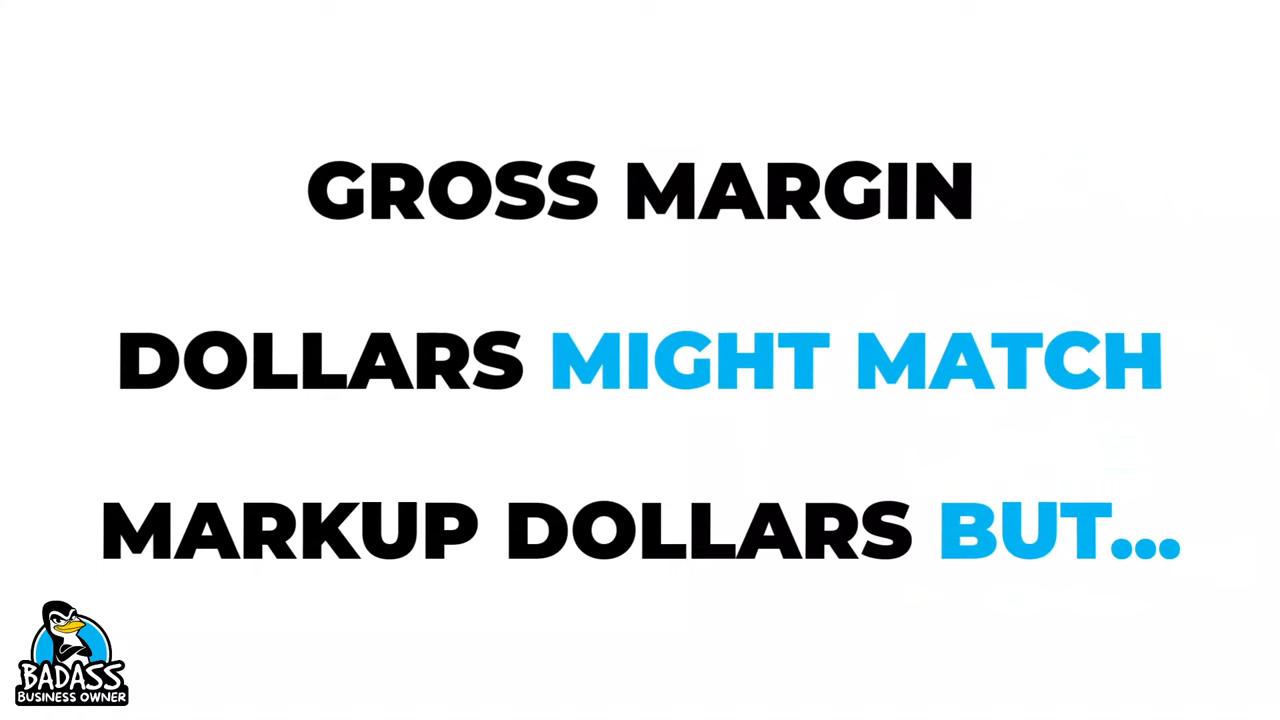 GROSS MARGIN
DOLLARS MIGHT MATCH
MARKUP DOLLARS BUT...
BADASS
BUSINESS OWNER